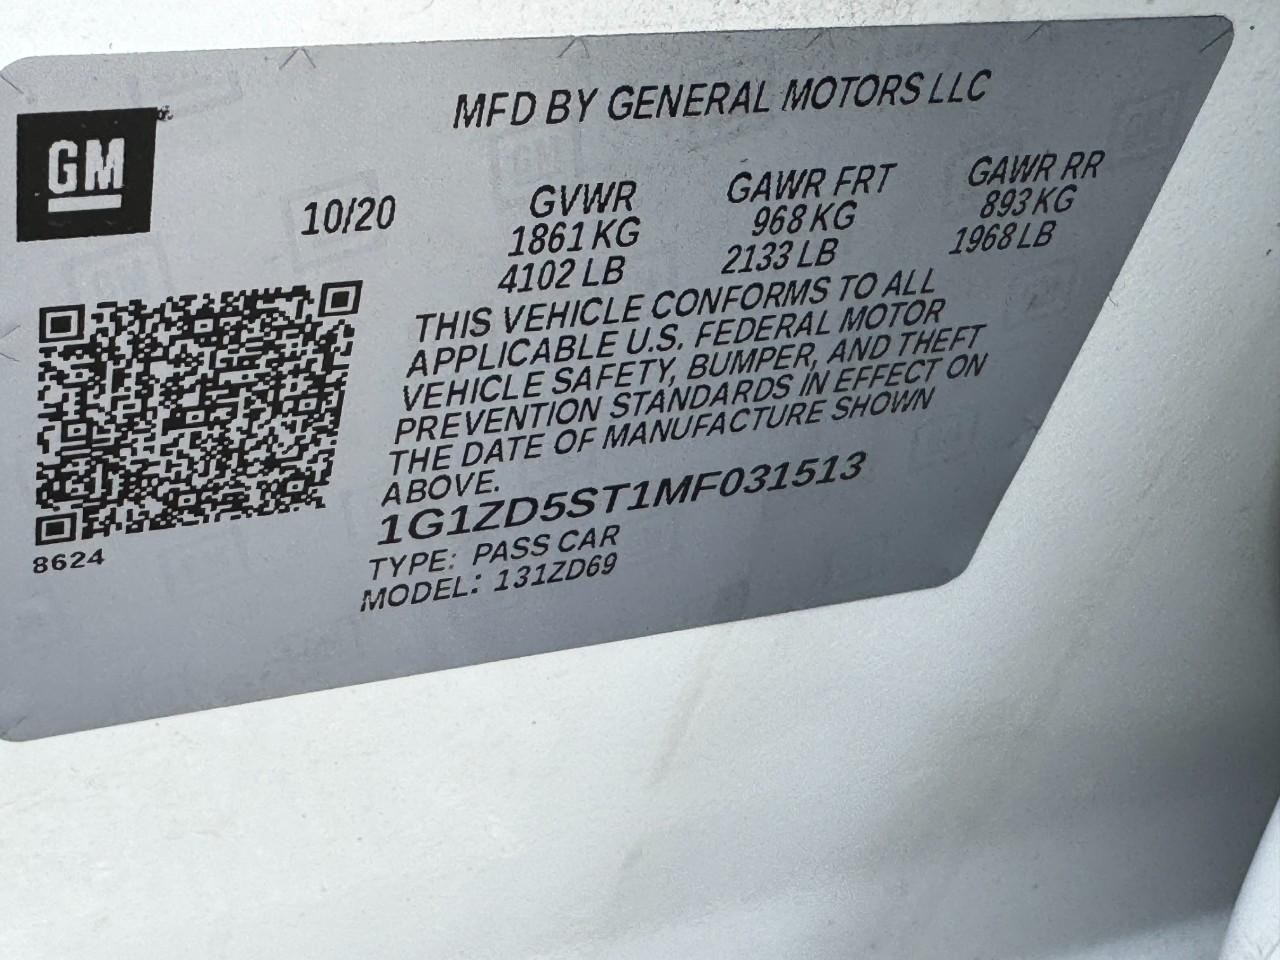 GM
MFD BY GENERAL MOTORS LLC
10/20 GVWR GAWR FRT GAWR RR
1861 KG 968 KG 893 KG
4102 LB 2133 LB 1968 LB
THIS VEHICLE CONFORMS TO ALL
APPLICABLE U.S. FEDERAL MOTOR
VEHICLE SAFETY, BUMPER, AND THEFT
PREVENTION STANDARDS IN EFFECT ON
THE DATE OF MANUFACTURE SHOWN
ABOVE.
1G1ZD5ST1MF031513
TYPE: PASS CAR
MODEL: 131ZD69
8624